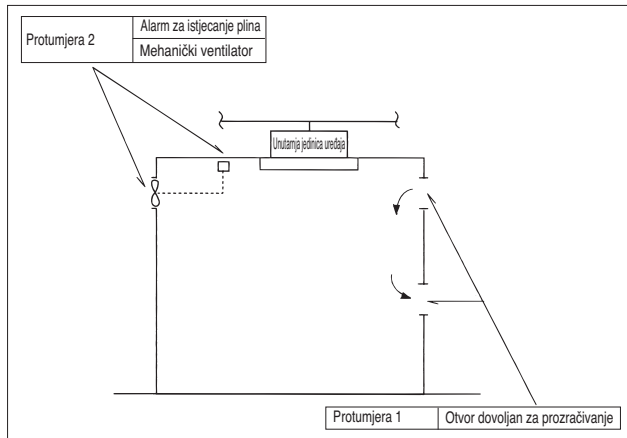 Protumjera 2
Alarm za istjecanje plina
Mehanički ventilator
Unutarnja jedinica uređaja
Protumjera 1
Otvor dovoljan za prozračivanje